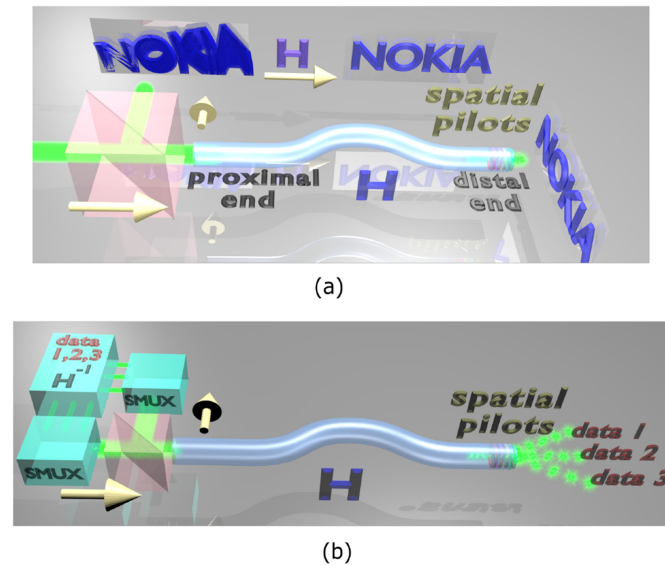 NOKIA H NOKIA
spatial
pilots
NOKIA
NOKIA
proximal
end
H
distal
end
(a)
data
1,2,3
H-1
SMUX
SMUX
spatial
pilots
data 1
data 2
data 3
H
(b)